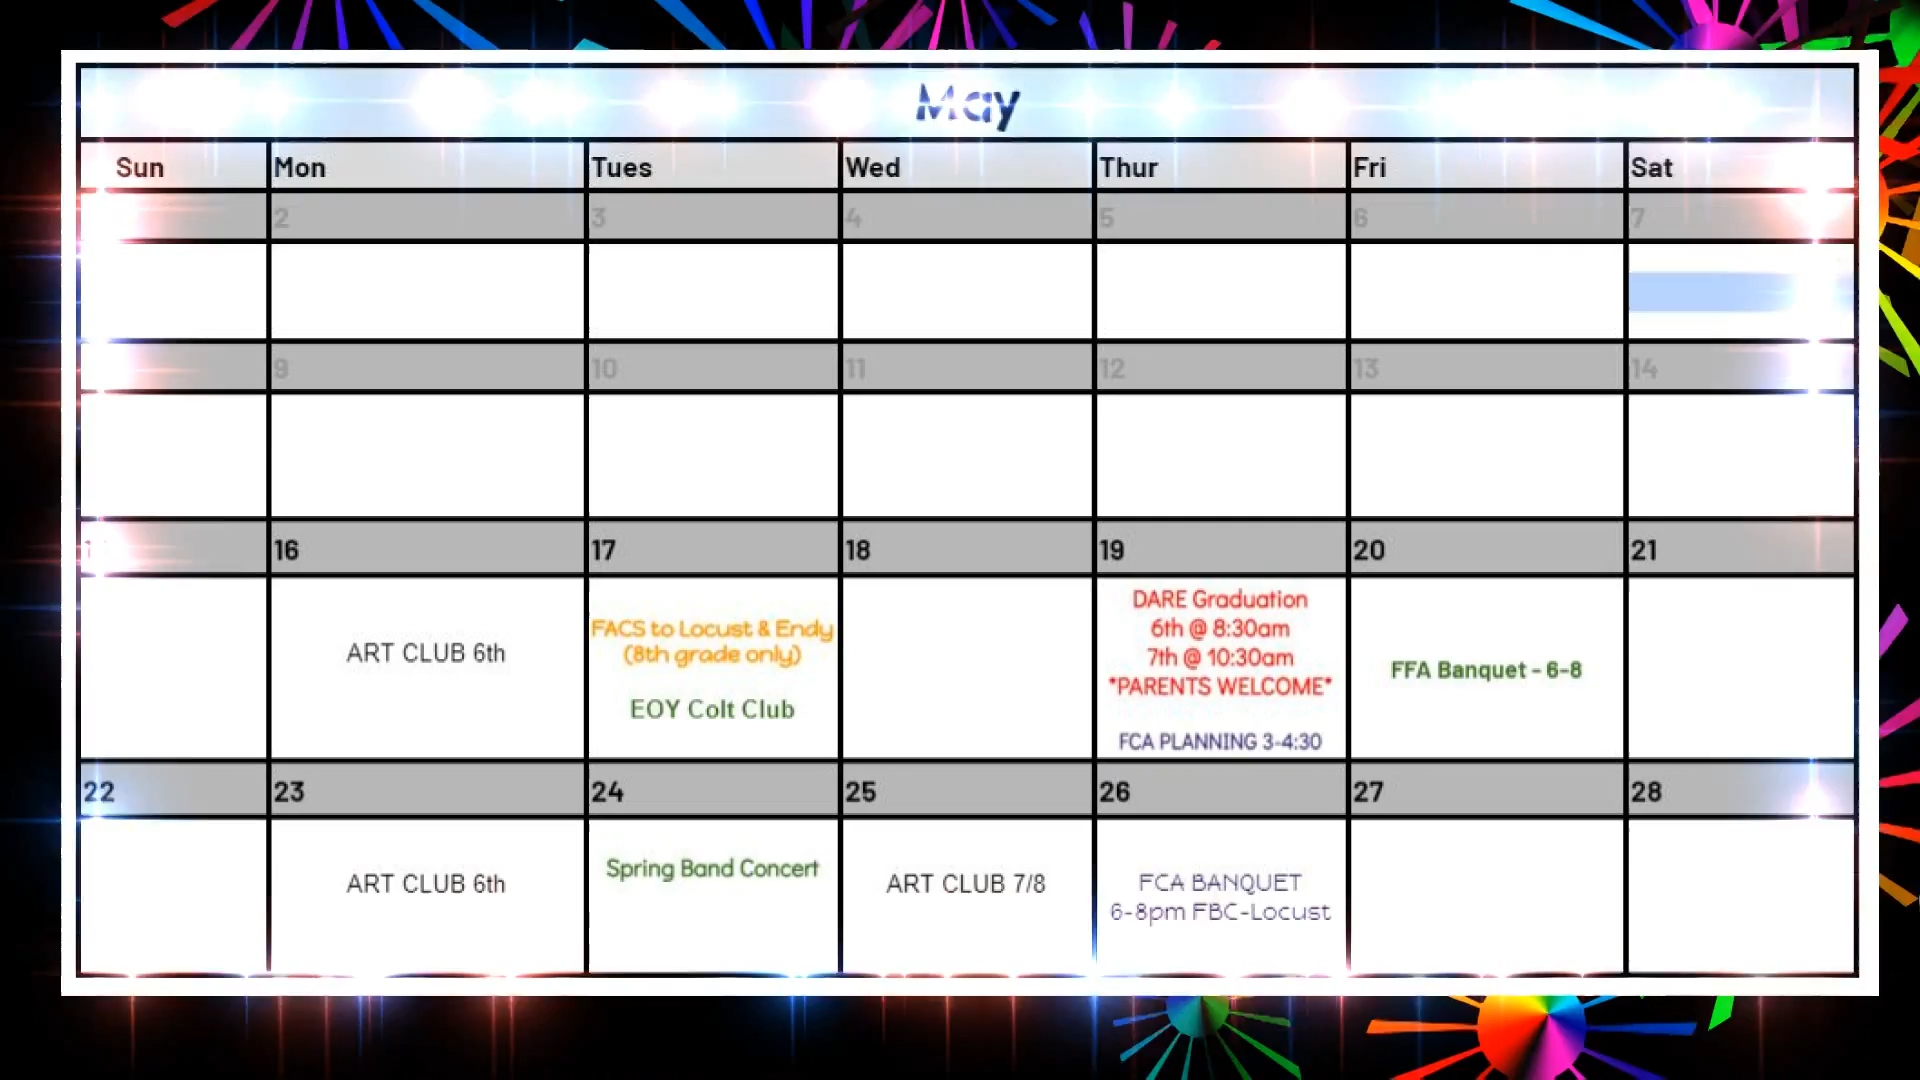 May
Sun Mon Tues Wed Thur Fri Sat
2 3 4 5 6 7
9 10 11 12 13 14
16 17 18 19 20 21
ART CLUB 6th
FACS to Locust & Endy
(8th grade only)
EOY Colt Club
DARE Graduation
6th @ 8:30am
7th @ 10:30am
*PARENTS WELCOME*
FCA PLANNING 3-4:30
FFA Banquet - 6-8
22 23 24 25 26 27 28
ART CLUB 6th
Spring Band Concert
ART CLUB 7/8
FCA BANQUET
6-8pm FBC-Locust